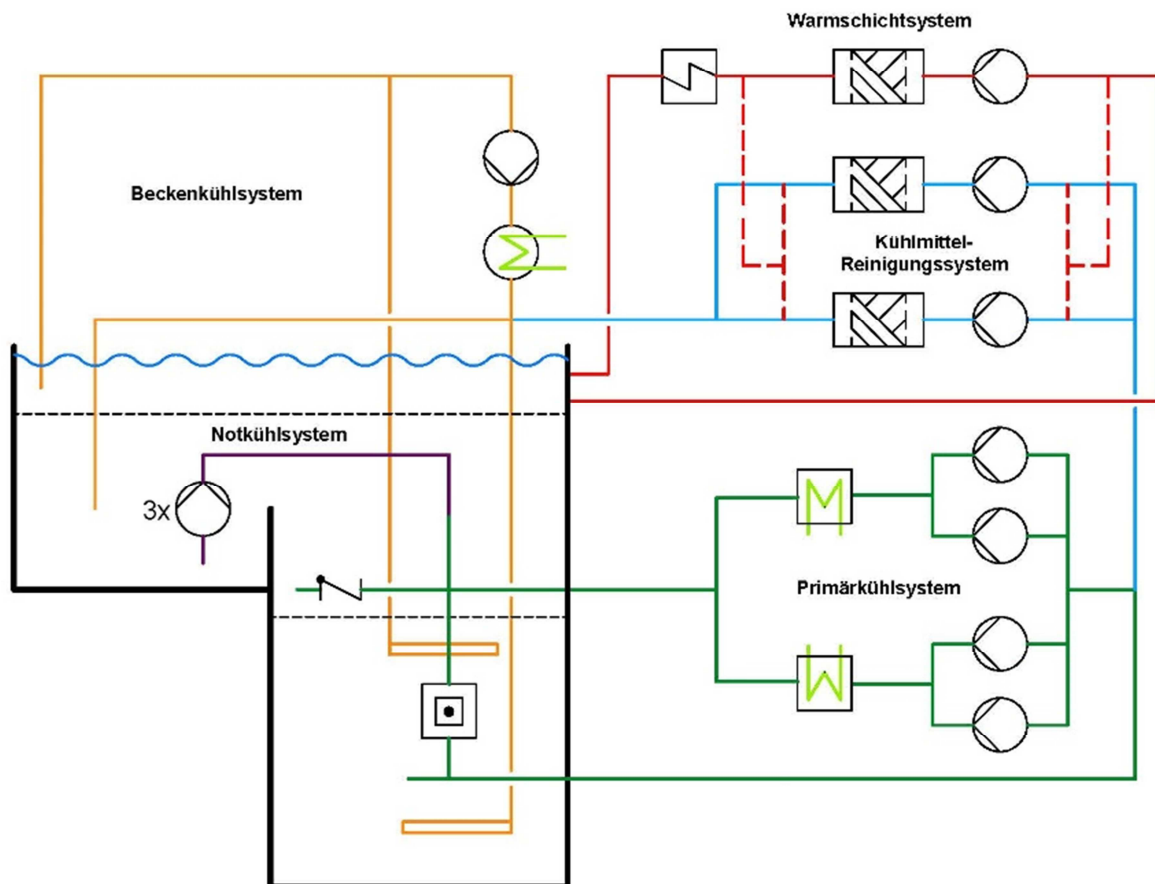 Warmschichtsystem
Beckenkühlsystem
Kühlmittel-
Reinigungssystem
Notkühlsystem
3x
Primärkühlsystem